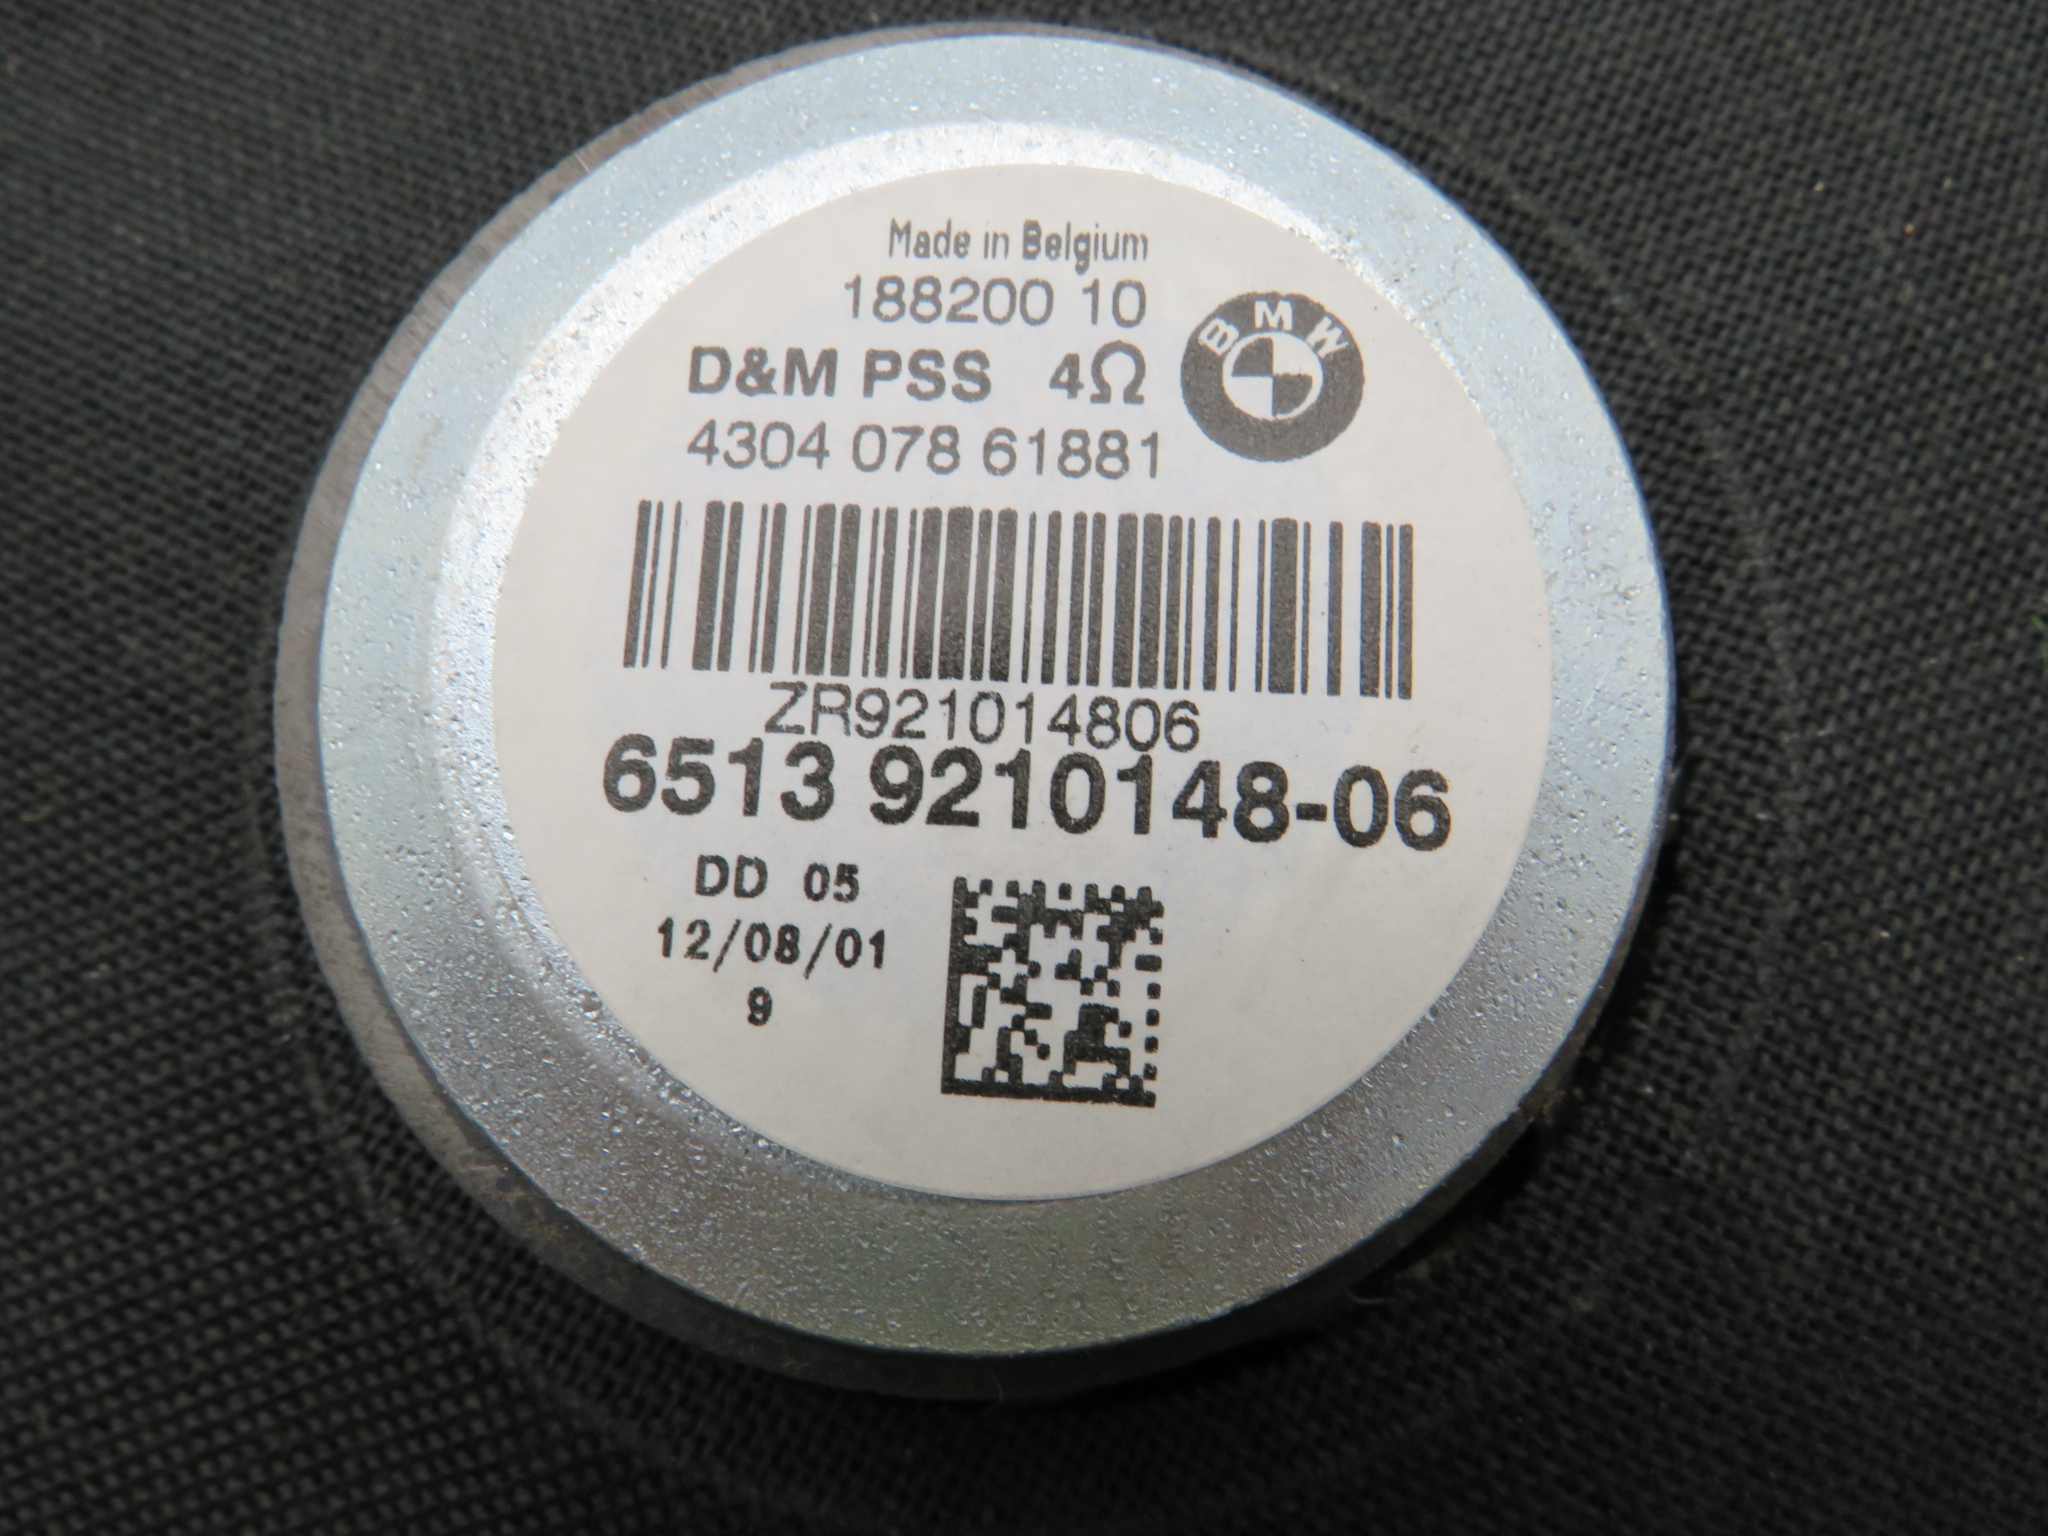 Made in Belgium
188200 10
D&M PSS 4Ω
BMW
4304 078 61881
ZR921014806
6513 9210148-06
DD 05
12/08/01
9